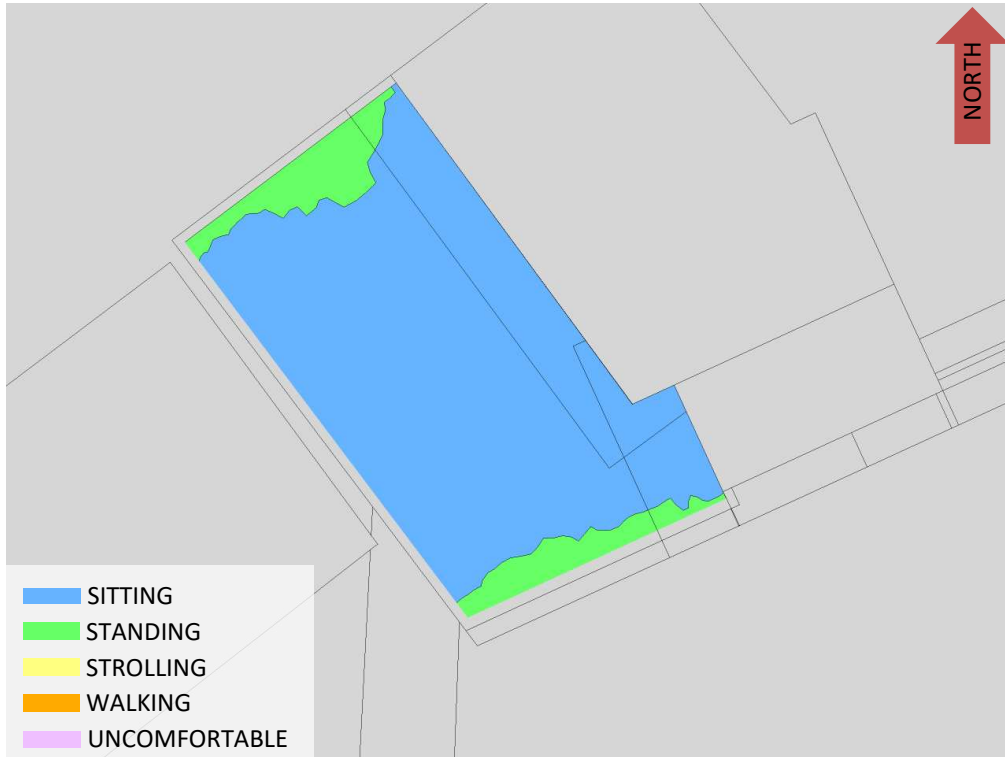 NORTH
SITTING
STANDING
STROLLING
WALKING
UNCOMFORTABLE